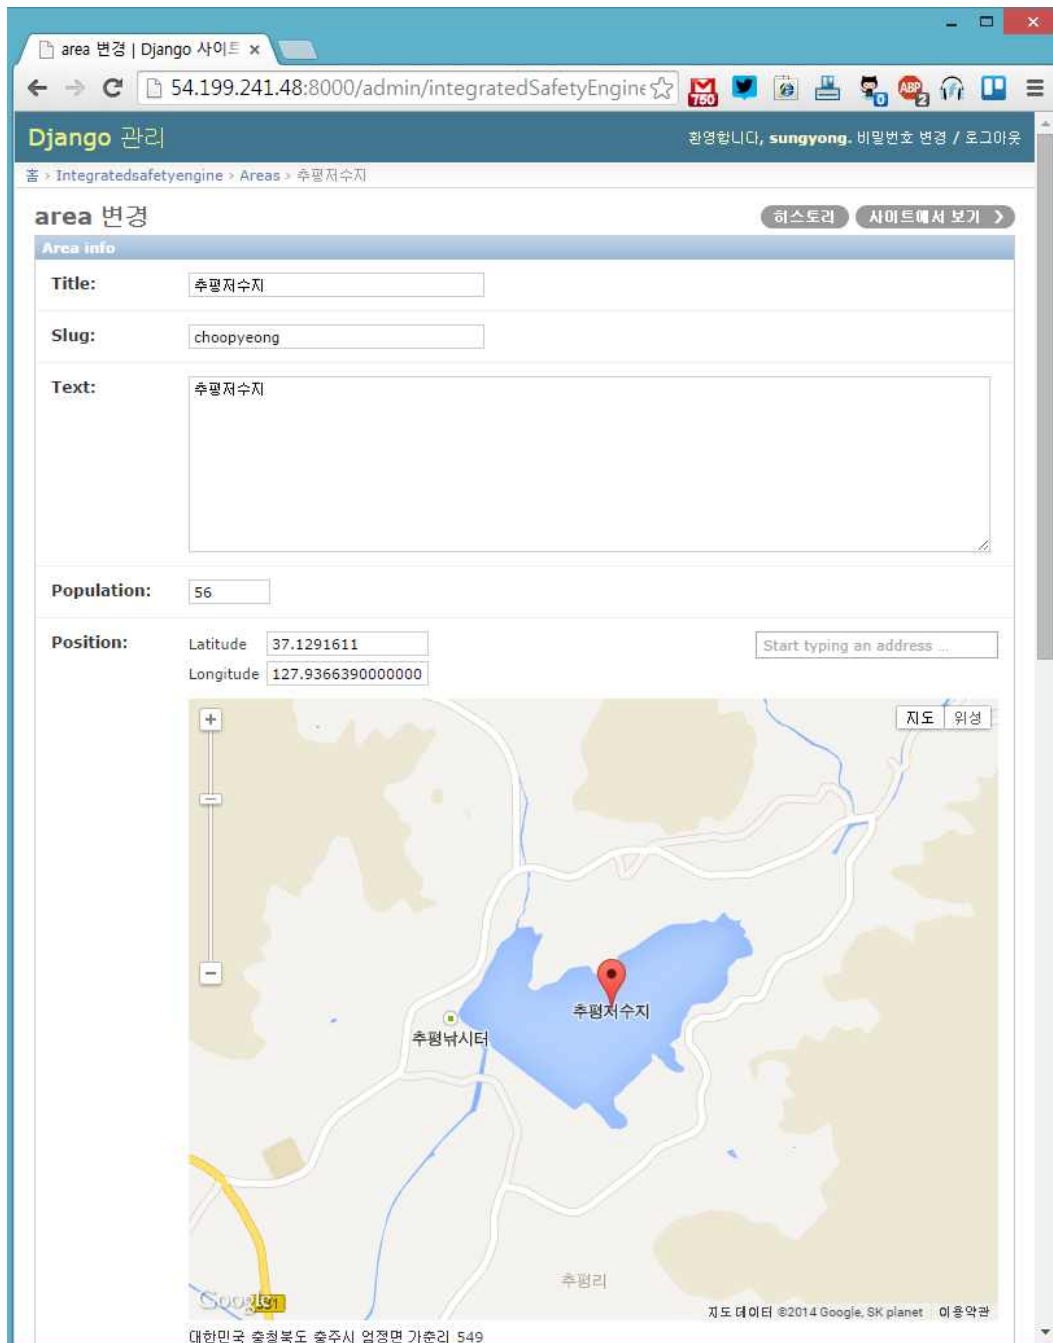 area 변경 | Django 사이트
54.199.241.48:8000/admin/integratedSafetyEngine
750
0
ABP
2
Django 관리
환영합니다, sungyong. 비밀번호 변경 / 로그아웃
홈 › Integratedsafetyengine › Areas › 추평저수지
area 변경
히스토리
사이트에서 보기
Area info
Title:
추평저수지
Slug:
choopyeong
Text:
추평저수지
Population:
56
Position:
Latitude
37.1291611
Start typing an address ...
Longitude
127.9366390000000
지도
위성
추평저수지
추평낚시터
추평리
Google
531
지도 데이터 ©2014 Google, SK planet
이용약관
대한민국 충청북도 충주시 엄정면 가춘리 549